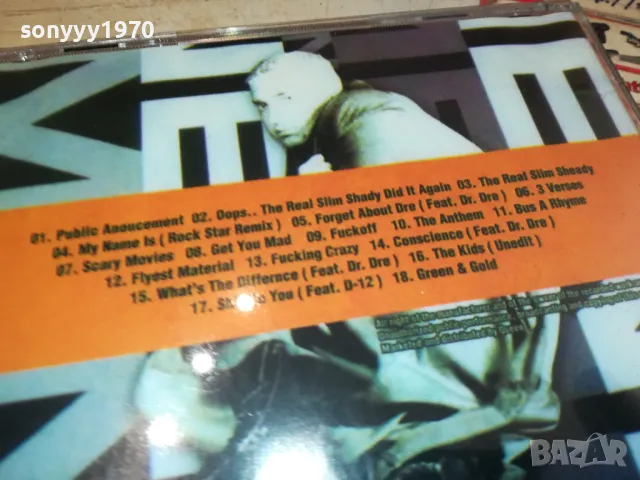 sonyyy1970
01. Public Anoucement 02. Oops.. The Real Slim Shady Did It Again 03. The Real Slim Sheady
04. My Name Is ( Rock Star Remix ) 05. Forget About Dre ( Feat. Dr. Dre ) 06. 3 Verses
07. Scary Movies 08. Get You Mad 09. Fuckoff 10. The Anthem 11. Bus A Rhyme
12. Flyest Material 13. Fucking Crazy 14. Conscience ( Feat. Dr. Dre )
15. What's The Differnce ( Feat. Dr. Dre ) 16. The Kids ( Unedit )
17. You ( Feat. D-12 ) 18. Green & Gold
BAZAR
bazar.bg